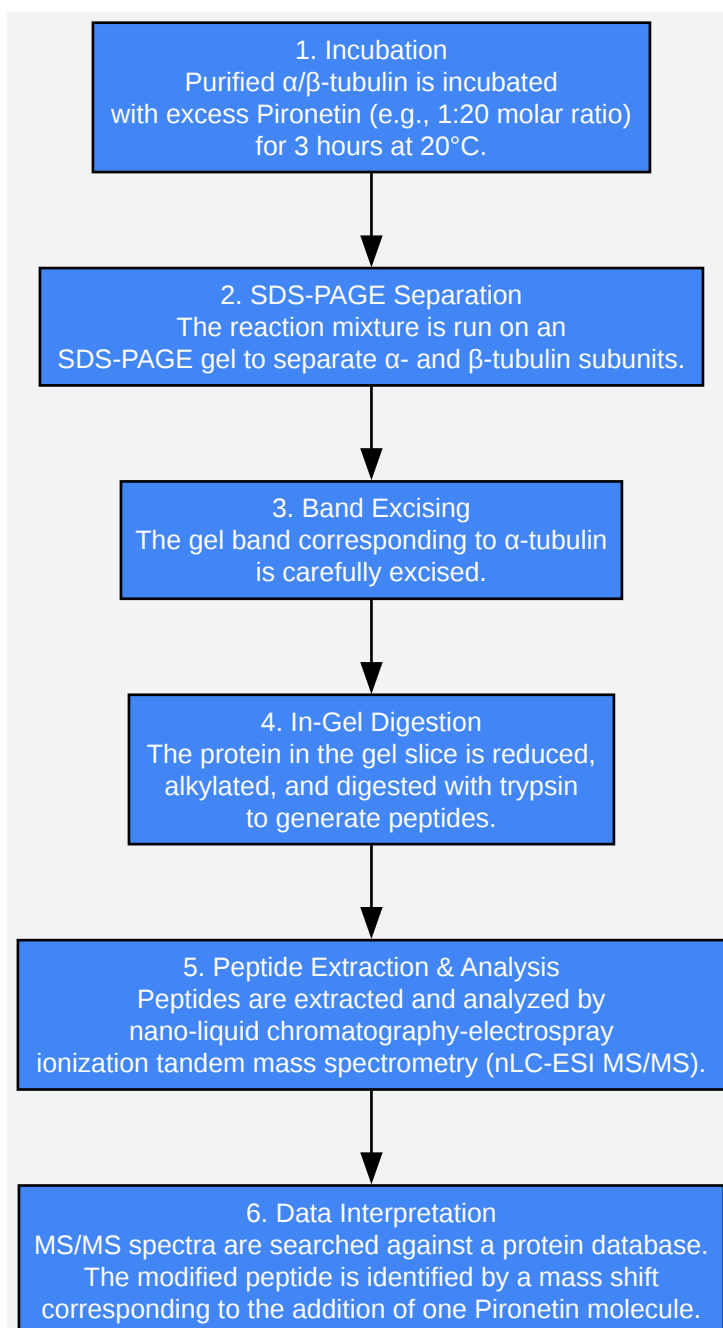 1. Incubation
Purified α/β-tubulin is incubated
with excess Pironetin (e.g., 1:20 molar ratio)
for 3 hours at 20°C.
2. SDS-PAGE Separation
The reaction mixture is run on an
SDS-PAGE gel to separate α- and β-tubulin subunits.
3. Band Excising
The gel band corresponding to α-tubulin
is carefully excised.
4. In-Gel Digestion
The protein in the gel slice is reduced,
alkylated, and digested with trypsin
to generate peptides.
5. Peptide Extraction & Analysis
Peptides are extracted and analyzed by
nano-liquid chromatography-electrospray
ionization tandem mass spectrometry (nLC-ESI MS/MS).
6. Data Interpretation
MS/MS spectra are searched against a protein database.
The modified peptide is identified by a mass shift
corresponding to the addition of one Pironetin molecule.